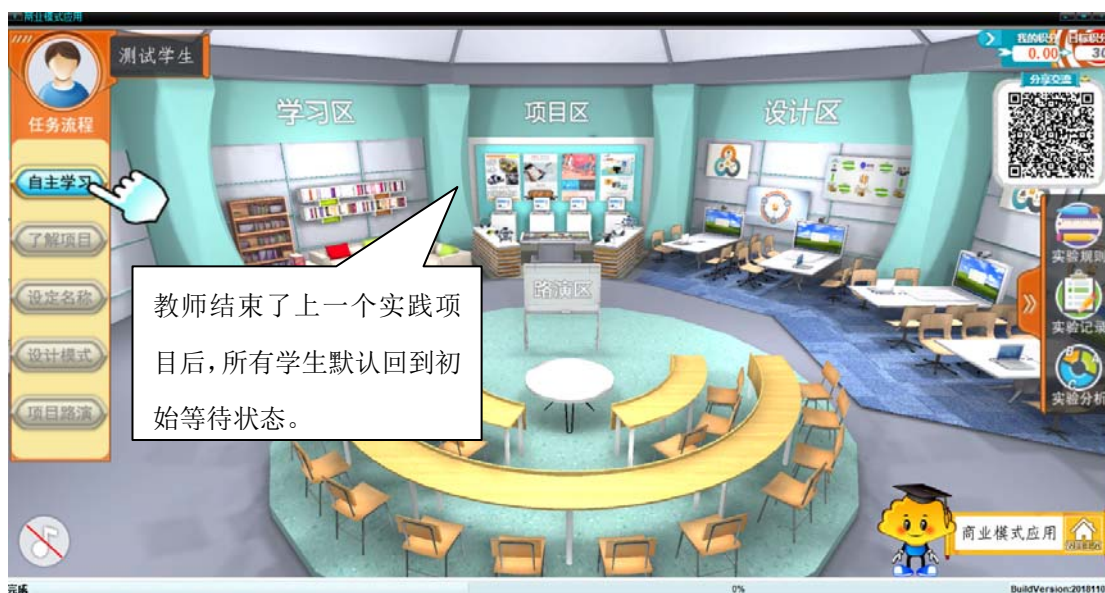 商业模式应用
测试学生
任务流程
自主学习
了解项目
设定名称
设计模式
项目路演
学习区
项目区
设计区
路演区
教师结束了上一个实践项
目后，所有学生默认回到初
始等待状态。
我的积分
0.00
目标积分
30
分享交流
实验规则
实验记录
实验分析
商业模式应用
0%
BuildVersion:2018110